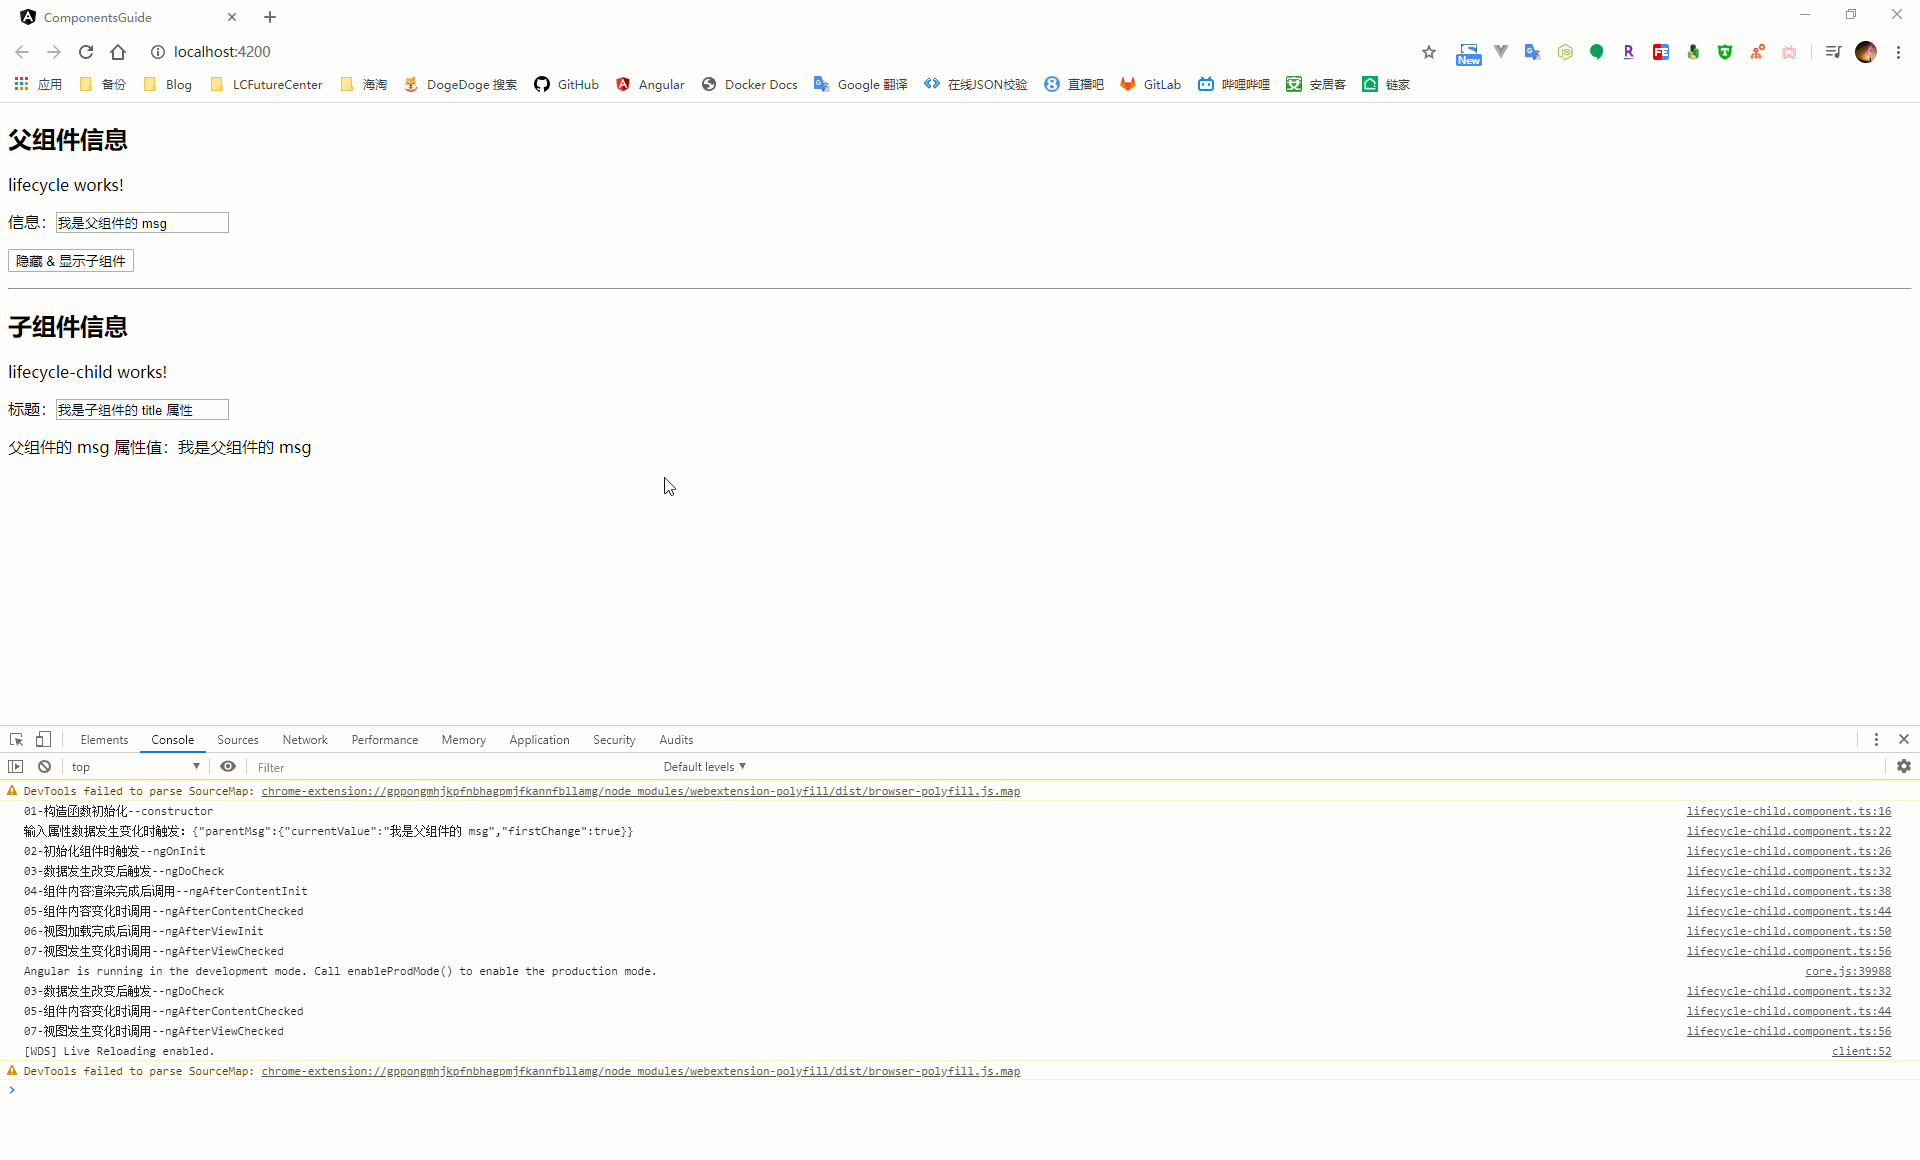 ComponentsGuide
localhost:4200
New
应用 备份 Blog LCFutureCenter 海淘 DogeDoge 搜索 GitHub Angular Docker Docs Google 翻译 在线JSON校验 直播吧 GitLab 哔哩哔哩 安居客 链家
父组件信息
lifecycle works!
信息： 我是父组件的 msg
隐藏 & 显示子组件
子组件信息
lifecycle-child works!
标题： 我是子组件的 title 属性
父组件的 msg 属性值：我是父组件的 msg
Elements Console Sources Network Performance Memory Application Security Audits
top Filter Default levels
DevTools failed to parse SourceMap: chrome-extension://gppongmhjkpfnbhagpmjfkannfbllamg/node_modules/webextension-polyfill/dist/browser-polyfill.js.map
01-构造函数初始化--constructor lifecycle-child.component.ts:16
输入属性数据发生变化时触发：{"parentMsg":{"currentValue":"我是父组件的 msg","firstChange":true}} lifecycle-child.component.ts:22
02-初始化组件时触发--ngOnInit lifecycle-child.component.ts:26
03-数据发生改变后触发--ngDoCheck lifecycle-child.component.ts:32
04-组件内容渲染完成后调用--ngAfterContentInit lifecycle-child.component.ts:38
05-组件内容变化时调用--ngAfterContentChecked lifecycle-child.component.ts:44
06-视图加载完成后调用--ngAfterViewInit lifecycle-child.component.ts:50
07-视图发生变化时调用--ngAfterViewChecked lifecycle-child.component.ts:56
Angular is running in the development mode. Call enableProdMode() to enable the production mode. core.js:39988
03-数据发生改变后触发--ngDoCheck lifecycle-child.component.ts:32
05-组件内容变化时调用--ngAfterContentChecked lifecycle-child.component.ts:44
07-视图发生变化时调用--ngAfterViewChecked lifecycle-child.component.ts:56
[WDS] Live Reloading enabled. client:52
DevTools failed to parse SourceMap: chrome-extension://gppongmhjkpfnbhagpmjfkannfbllamg/node_modules/webextension-polyfill/dist/browser-polyfill.js.map